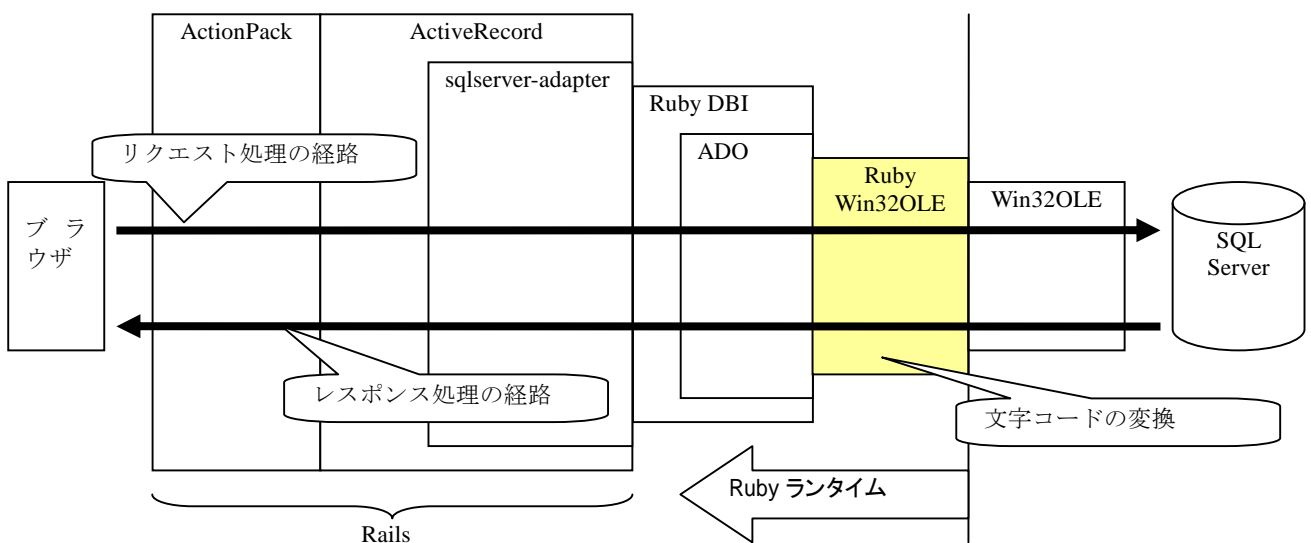 ActionPack
ActiveRecord
sqlserver-adapter
Ruby DBI
ADO
リクエスト処理の経路
Ruby
Win32OLE
Win32OLE
ブ ラ
ウザ
SQL
Server
レスポンス処理の経路
文字コードの変換
Ruby ランタイム
Rails